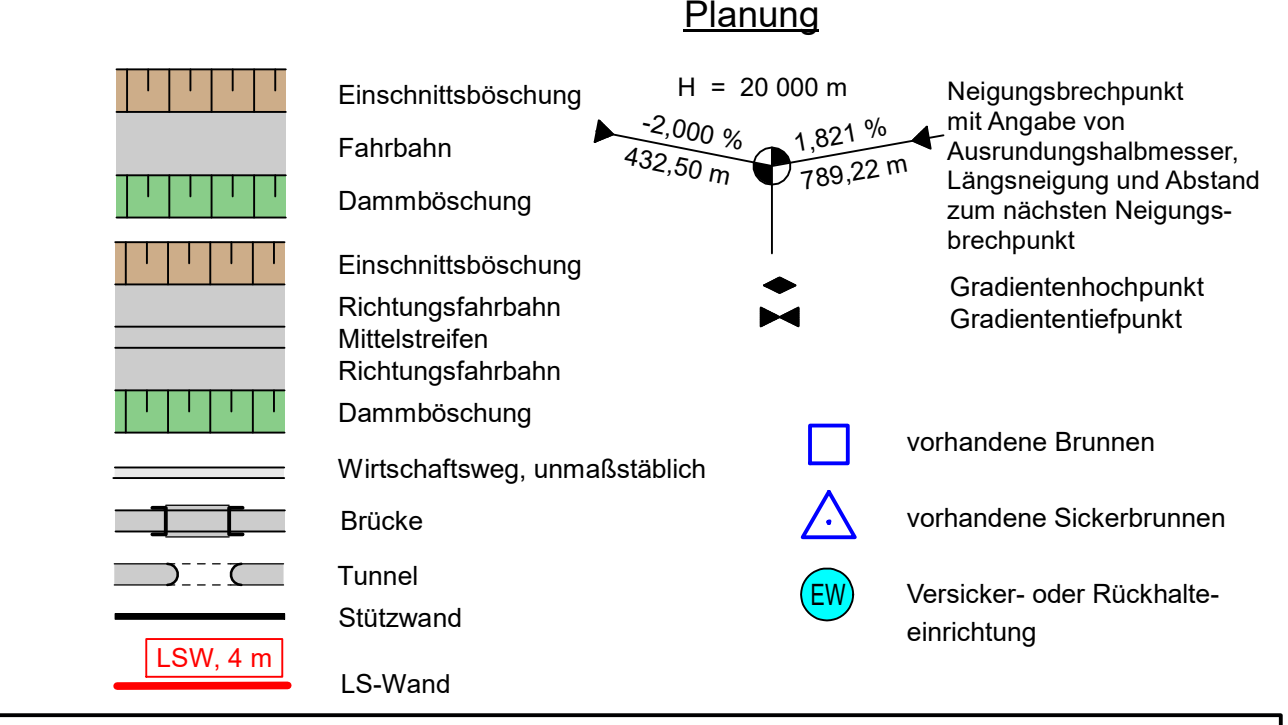 Planung
Einschnittsböschung
Fahrbahn
Dammböschung
Einschnittsböschung
Richtungsfahrbahn
Mittelstreifen
Richtungsfahrbahn
Dammböschung
Wirtschaftsweg, unmaßstäblich
Brücke
Tunnel
Stützwand
LSW, 4 m
LS-Wand
H = 20 000 m
-2,000 %
432,50 m
1,821 %
789,22 m
Neigungsbrechpunkt
mit Angabe von
Ausrundungshalbmesser,
Längsneigung und Abstand
zum nächsten Neigungs-
brechpunkt
Gradientenhochpunkt
Gradiententiefpunkt
vorhandene Brunnen
vorhandene Sickerbrunnen
EW
Versicker- oder Rückhalte-
einrichtung